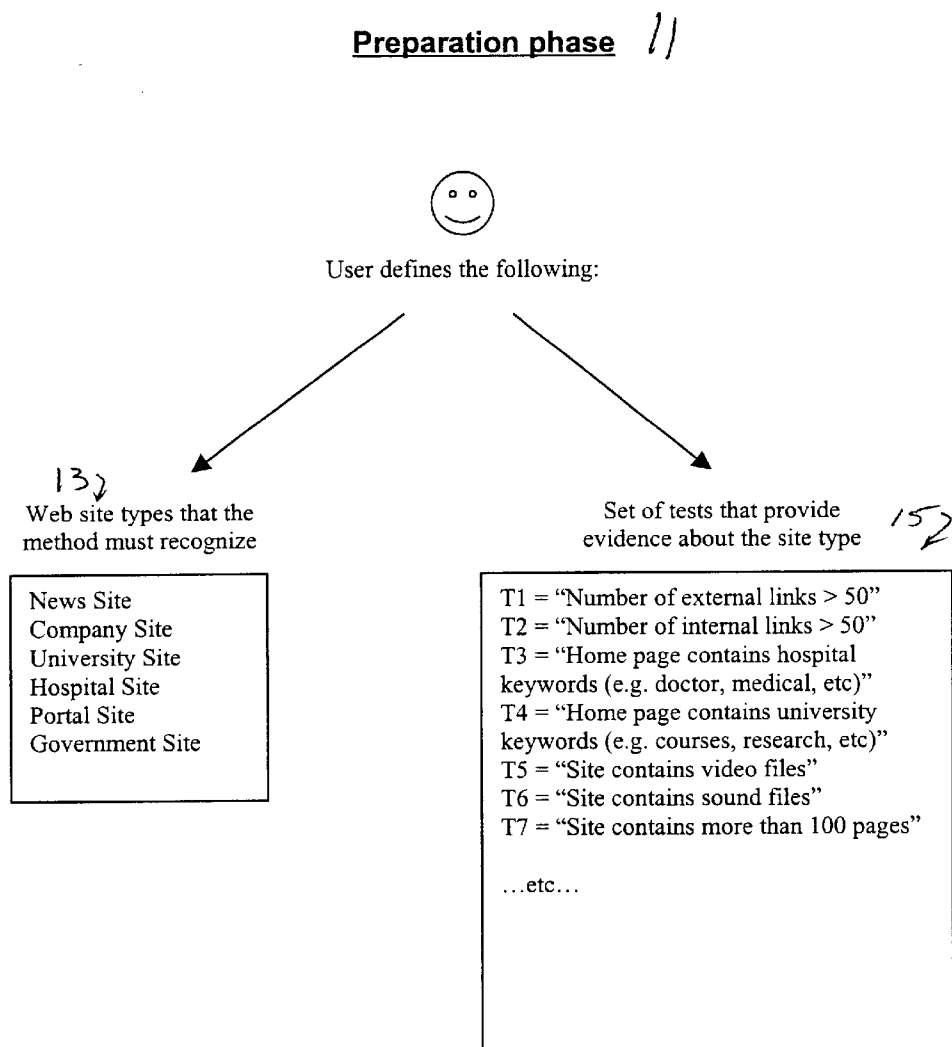 Preparation phase 11
User defines the following:
13
Web site types that the
method must recognize
News Site
Company Site
University Site
Hospital Site
Portal Site
Government Site
Set of tests that provide
evidence about the site type 15
T1 = “Number of external links > 50”
T2 = “Number of internal links > 50”
T3 = “Home page contains hospital
keywords (e.g. doctor, medical, etc)”
T4 = “Home page contains university
keywords (e.g. courses, research, etc)”
T5 = “Site contains video files”
T6 = “Site contains sound files”
T7 = “Site contains more than 100 pages”
…etc…